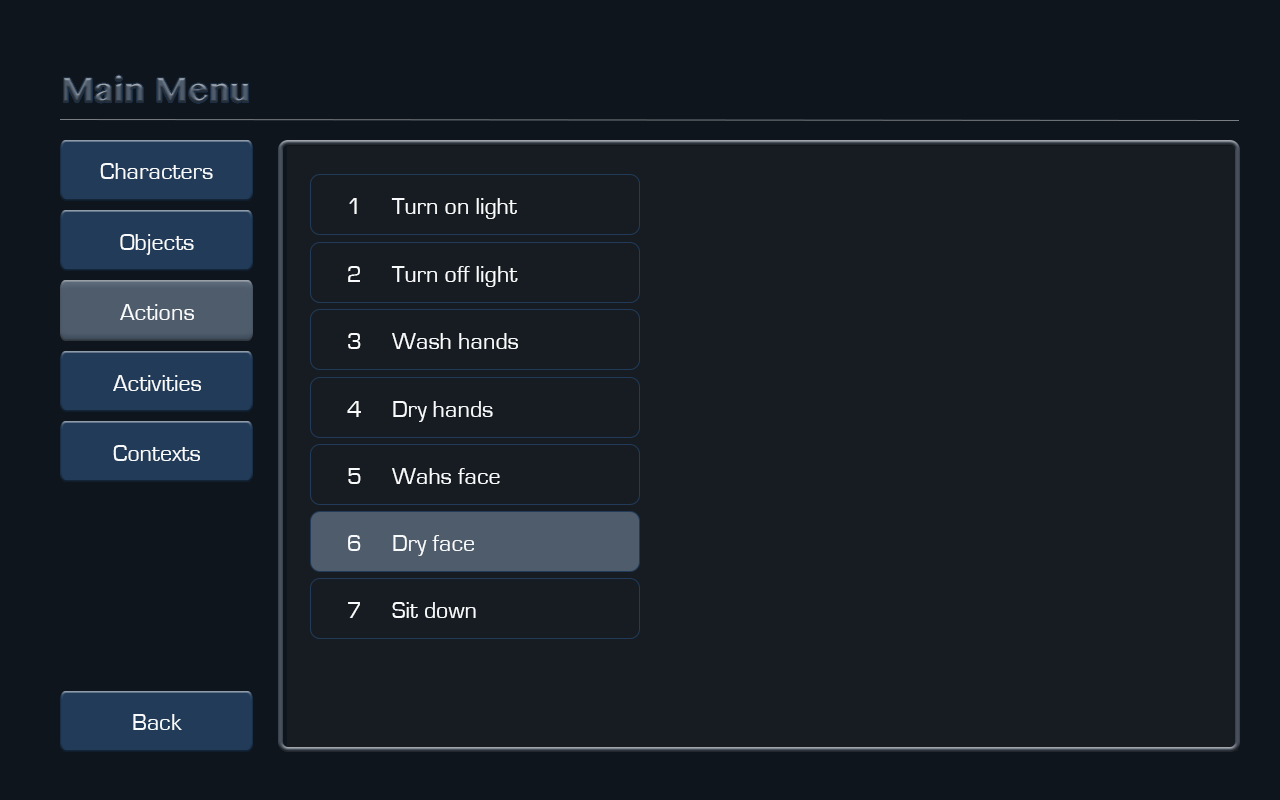 Main Menu
Characters
Objects
Actions
Activities
Contexts
Back
1 Turn on light
2 Turn off light
3 Wash hands
4 Dry hands
5 Wahs face
6 Dry face
7 Sit down